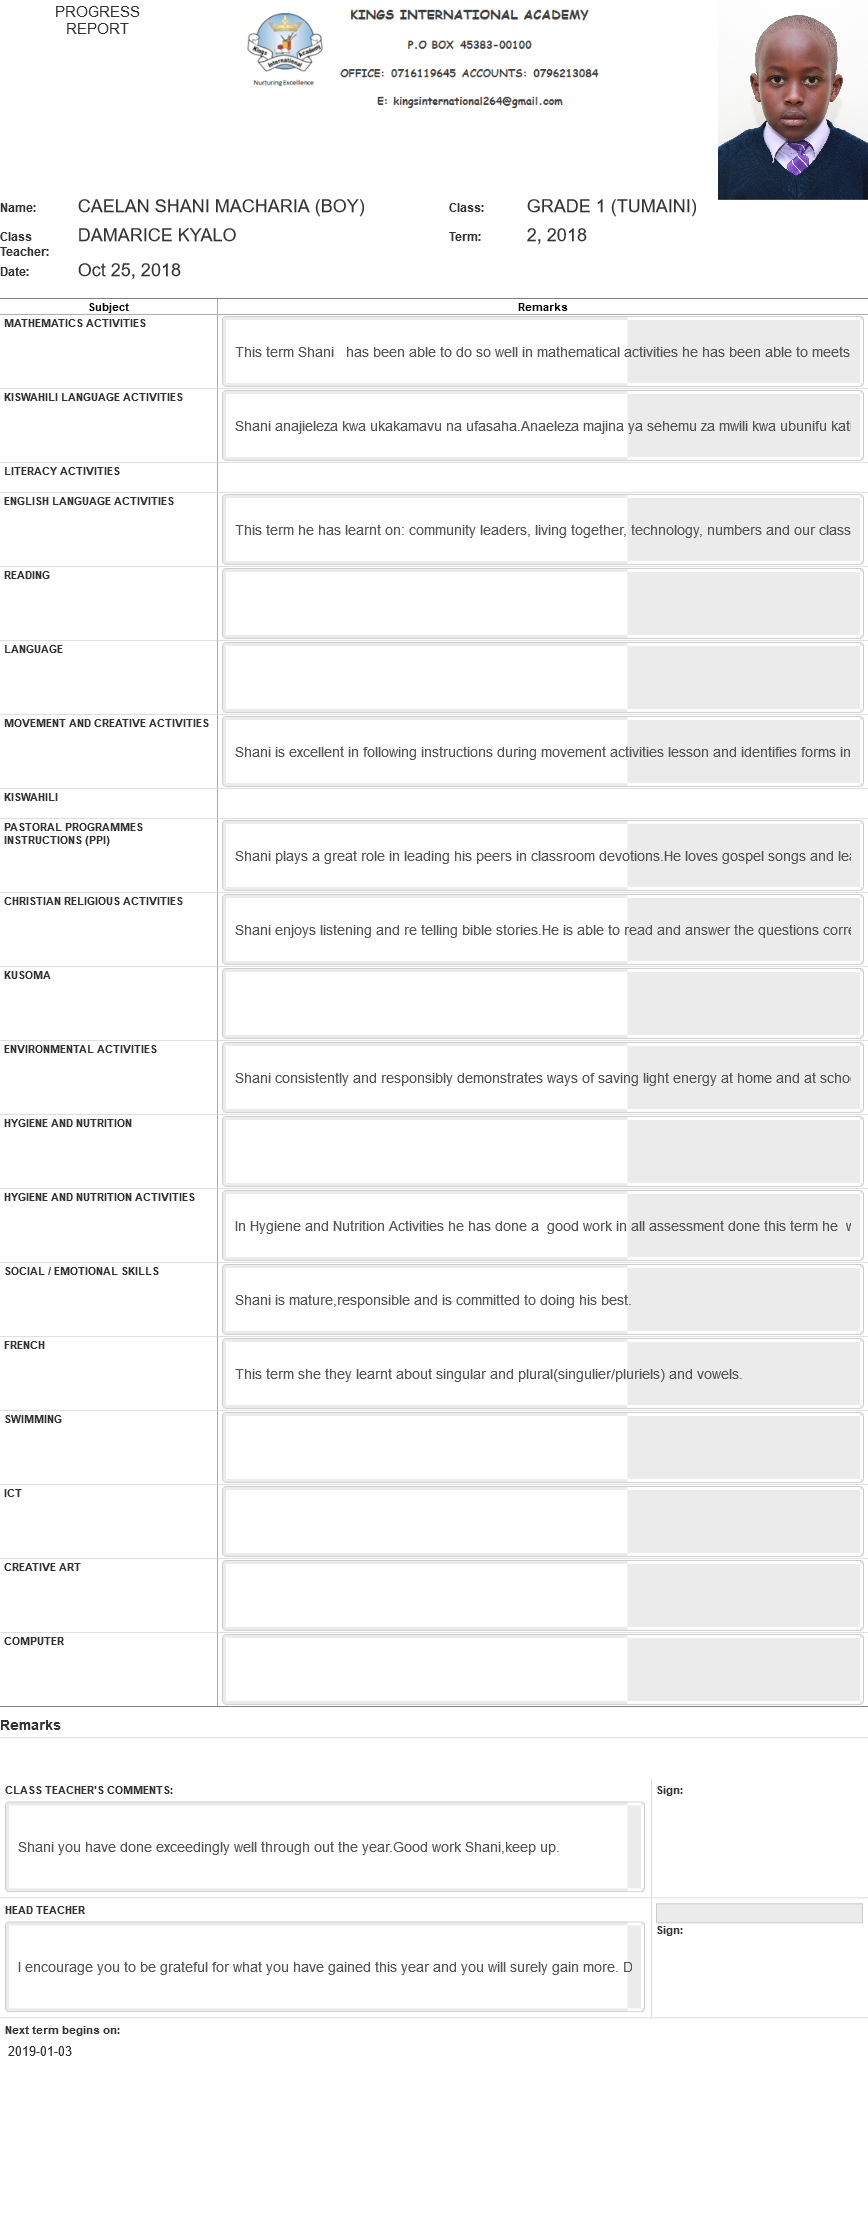 PROGRESS
REPORT
Kings International Academy
Nurturing Excellence
KINGS INTERNATIONAL ACADEMY
P.O BOX 45383-00100
OFFICE: 0716119645 ACCOUNTS: 0796213084
E: kingsinternational264@gmail.com
Name: CAELAN SHANI MACHARIA (BOY) Class: GRADE 1 (TUMAINI)
Class Teacher: DAMARICE KYALO Term: 2, 2018
Date: Oct 25, 2018
Subject Remarks
MATHEMATICS ACTIVITIES
This term Shani has been able to do so well in mathematical activities he has been able to meets
KISWAHILI LANGUAGE ACTIVITIES
Shani anajieleza kwa ukakamavu na ufasaha.Anaeleza majina ya sehemu za mwili kwa ubunifu kat
LITERACY ACTIVITIES
ENGLISH LANGUAGE ACTIVITIES
This term he has learnt on: community leaders, living together, technology, numbers and our class
READING
LANGUAGE
MOVEMENT AND CREATIVE ACTIVITIES
Shani is excellent in following instructions during movement activities lesson and identifies forms in
KISWAHILI
PASTORAL PROGRAMMES
INSTRUCTIONS (PPI)
Shani plays a great role in leading his peers in classroom devotions.He loves gospel songs and
CHRISTIAN RELIGIOUS ACTIVITIES
Shani enjoys listening and re telling bible stories.He is able to read and answer the questions
KUSOMA
ENVIRONMENTAL ACTIVITIES
Shani consistently and responsibly demonstrates ways of saving light energy at home and at
HYGIENE AND NUTRITION
HYGIENE AND NUTRITION ACTIVITIES
In Hygiene and Nutrition Activities he has done a good work in all assessment done this term he
SOCIAL / EMOTIONAL SKILLS
Shani is mature,responsible and is committed to doing his best.
FRENCH
This term she they learnt about singular and plural(singulier/pluriels) and vowels.
SWIMMING
ICT
CREATIVE ART
COMPUTER
Remarks
CLASS TEACHER'S COMMENTS: Sign:
Shani you have done exceedingly well through out the year.Good work Shani,keep up.
HEAD TEACHER
Sign:
I encourage you to be grateful for what you have gained this year and you will surely gain more. D
Next term begins on:
2019-01-03